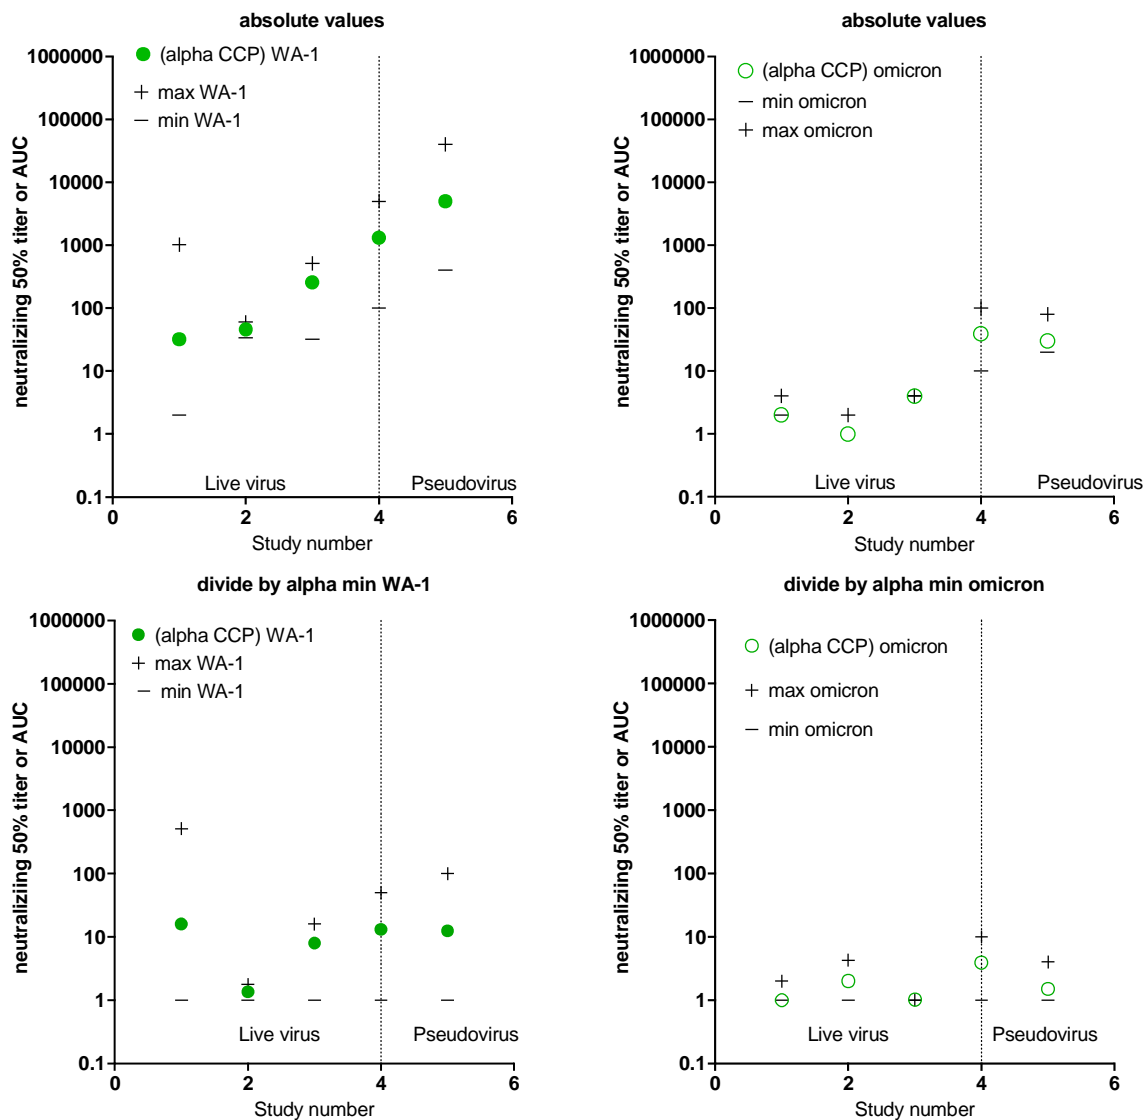 absolute values
neutraliziing 50% titer or AUC
1000000
100000
10000
1000
100
10
1
0.1
(alpha CCP) WA-1
max WA-1
min WA-1
Live virus
Pseudovirus
0 2 4 6
Study number
absolute values
neutraliziing 50% titer or AUC
1000000
100000
10000
1000
100
10
1
0.1
(alpha CCP) omicron
min omicron
max omicron
Live virus
Pseudovirus
0 2 4 6
Study number
divide by alpha min WA-1
neutraliziing 50% titer or AUC
1000000
100000
10000
1000
100
10
1
0.1
(alpha CCP) WA-1
max WA-1
min WA-1
Live virus
Pseudovirus
0 2 4 6
Study number
divide by alpha min omicron
neutraliziing 50% titer or AUC
1000000
100000
10000
1000
100
10
1
0.1
(alpha CCP) omicron
max omicron
min omicron
Live virus
Pseudovirus
0 2 4 6
Study number